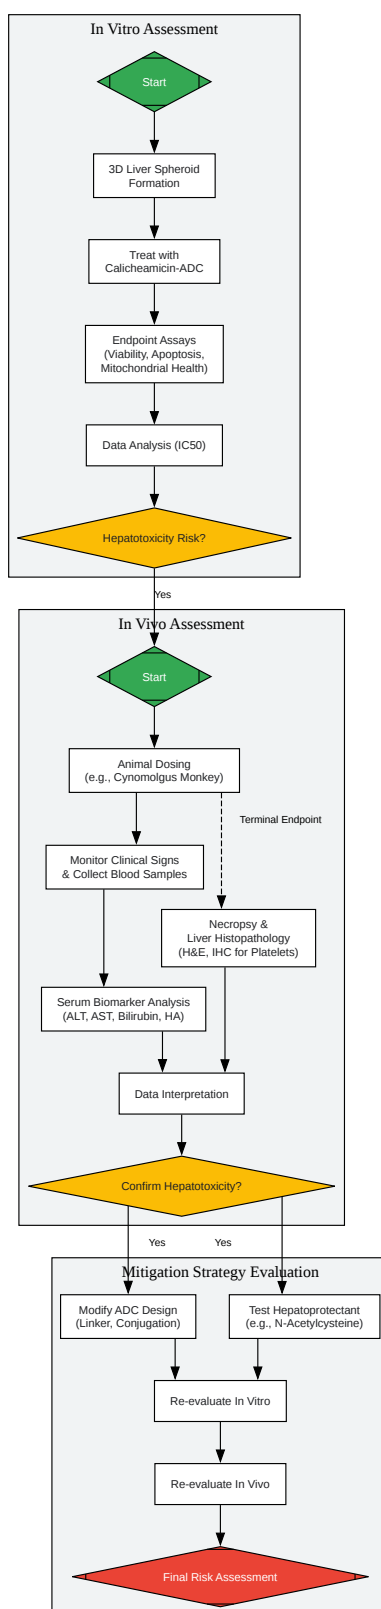 In Vitro Assessment
Start
3D Liver Spheroid
Formation
Treat with
Calicheamicin-ADC
Endpoint Assays
(Viability, Apoptosis,
Mitochondrial Health)
Data Analysis (IC50)
Hepatotoxicity Risk?
Yes
In Vivo Assessment
Start
Animal Dosing
(e.g., Cynomolgus Monkey)
Terminal Endpoint
Monitor Clinical Signs
& Collect Blood Samples
Necropsy &
Liver Histopathology
(H&E, IHC for Platelets)
Serum Biomarker Analysis
(ALT, AST, Bilirubin, HA)
Data Interpretation
Confirm Hepatotoxicity?
Yes
Yes
Mitigation Strategy Evaluation
Modify ADC Design
(Linker, Conjugation)
Test Hepatoprotectant
(e.g., N-Acetylcysteine)
Re-evaluate In Vitro
Re-evaluate In Vivo
Final Risk Assessment